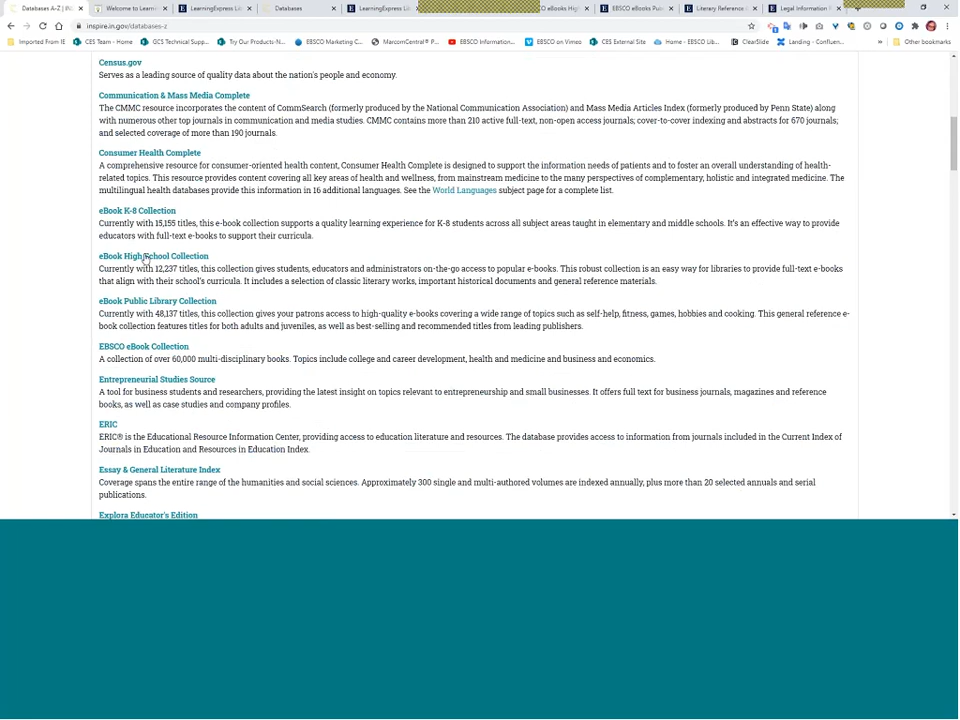 Databases A-Z | IN
Welcome to Learni
LearningExpress Lib
Databases
LearningExpress Lib
EBSCO eBooks Hig
EBSCO eBooks Pub
Literary Reference
Legal Information
inspire.in.gov/databases-z
Imported From IE
CES Team - Home
GCS Technical Supp...
Try Our Products-N...
EBSCO Marketing C...
MarcomCentral® P...
EBSCO Information...
EBSCO on Vimeo
CES External Site
Home - EBSCO Lib...
ClearSlide
Landing - Confluen...
Other bookmarks
Census.gov
Serves as a leading source of quality data about the nation's people and economy.
Communication & Mass Media Complete
The CMMC resource incorporates the content of CommSearch (formerly produced by the National Communication Association) and Mass Media Articles Index (formerly produced by Penn State) along
with numerous other top journals in communication and media studies. CMMC contains more than 210 active full-text, non-open access journals; cover-to-cover indexing and abstracts for 670 journals;
and selected coverage of more than 190 journals.
Consumer Health Complete
A comprehensive resource for consumer-oriented health content, Consumer Health Complete is designed to support the information needs of patients and to foster an overall understanding of health-
related topics. This resource provides content covering all key areas of health and wellness, from mainstream medicine to the many perspectives of complementary, holistic and integrated medicine. The
multilingual health databases provide this information in 16 additional languages. See the World Languages subject page for a complete list.
eBook K-8 Collection
Currently with 15,155 titles, this e-book collection supports a quality learning experience for K-8 students across all subject areas taught in elementary and middle schools. It's an effective way to provide
educators with full-text e-books to support their curricula.
eBook High School Collection
Currently with 12,237 titles, this collection gives students, educators and administrators on-the-go access to popular e-books. This robust collection is an easy way for libraries to provide full-text e-books
that align with their school's curricula. It includes a selection of classic literary works, important historical documents and general reference materials.
eBook Public Library Collection
Currently with 48,137 titles, this collection gives your patrons access to high-quality e-books covering a wide range of topics such as self-help, fitness, games, hobbies and cooking. This general reference e-
book collection features titles for both adults and juveniles, as well as best-selling and recommended titles from leading publishers.
EBSCO eBook Collection
A collection of over 60,000 multi-disciplinary books. Topics include college and career development, health and medicine and business and economics.
Entrepreneurial Studies Source
A tool for business students and researchers, providing the latest insight on topics relevant to entrepreneurship and small businesses. It offers full text for business journals, magazines and reference
books, as well as case studies and company profiles.
ERIC
ERIC® is the Educational Resource Information Center, providing access to education literature and resources. The database provides access to information from journals included in the Current Index of
Journals in Education and Resources in Education Index.
Essay & General Literature Index
Coverage spans the entire range of the humanities and social sciences. Approximately 300 single and multi-authored volumes are indexed annually, plus more than 20 selected annuals and serial
publications.
Explora Educator's Edition